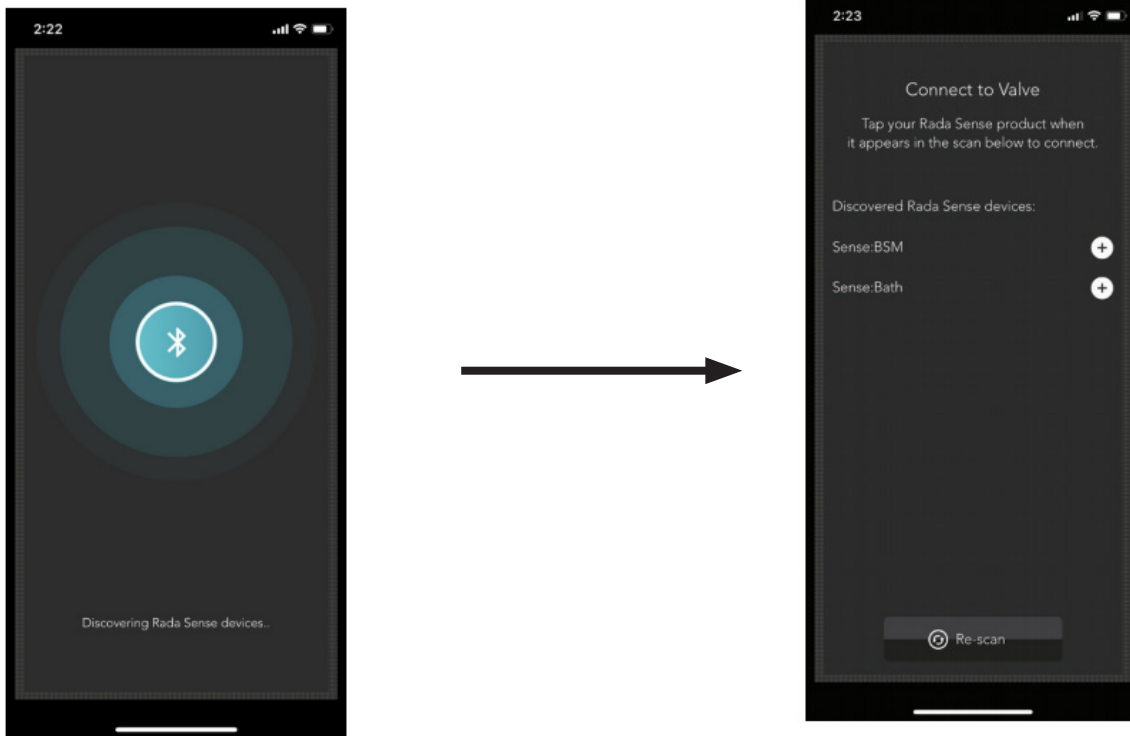 2:22
Discovering Rada Sense devices..
2:23
Connect to Valve
Tap your Rada Sense product when
it appears in the scan below to connect.
Discovered Rada Sense devices:
Sense:BSM
Sense:Bath
Re-scan